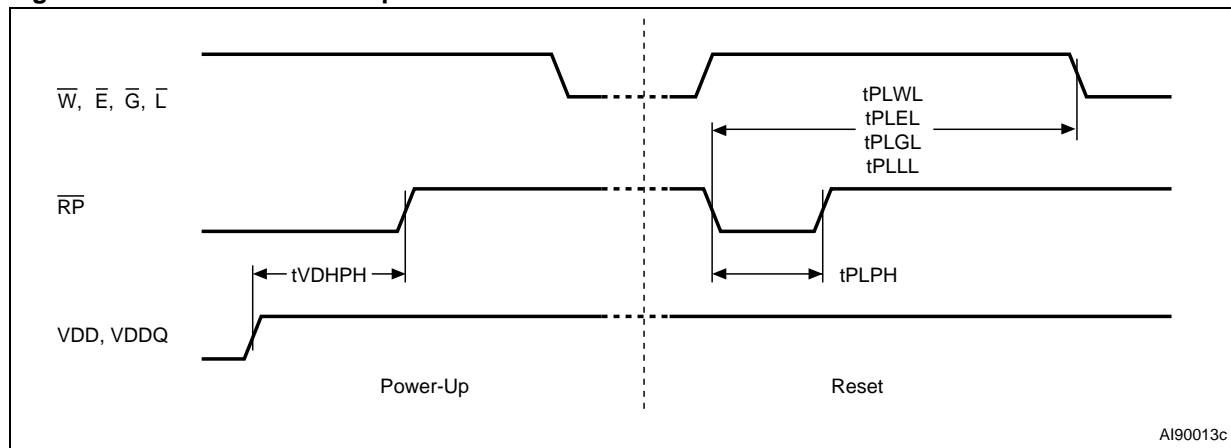 W, E, G, L
tPLWL
tPLEL
tPLGL
tPLLL
RP
tVDHPH
tPLPH
VDD, VDDQ
Power-Up
Reset
AI90013c